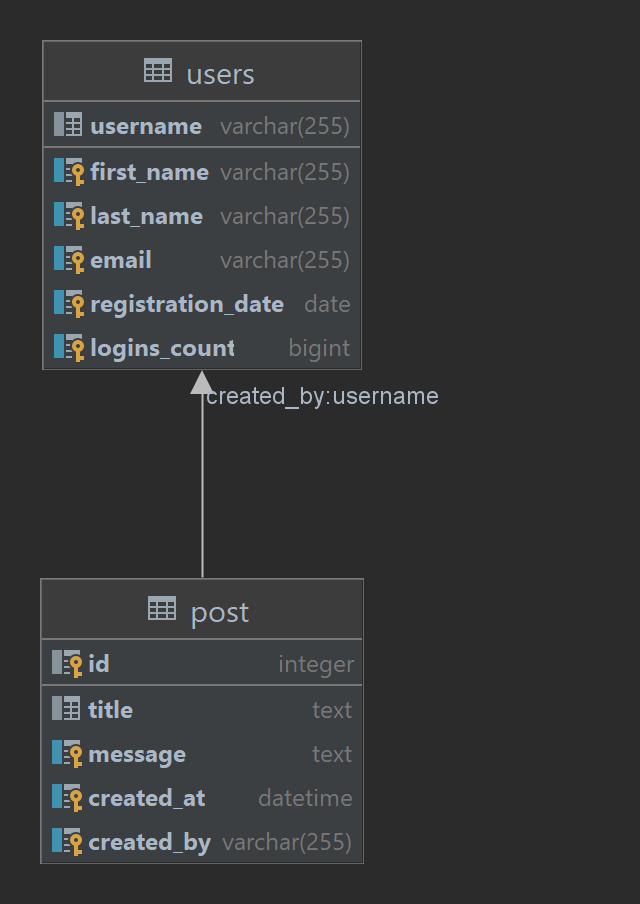 users
username varchar(255)
first_name varchar(255)
last_name varchar(255)
email varchar(255)
registration_date date
logins_count bigint
created_by:username
post
id integer
title text
message text
created_at datetime
created_by varchar(255)